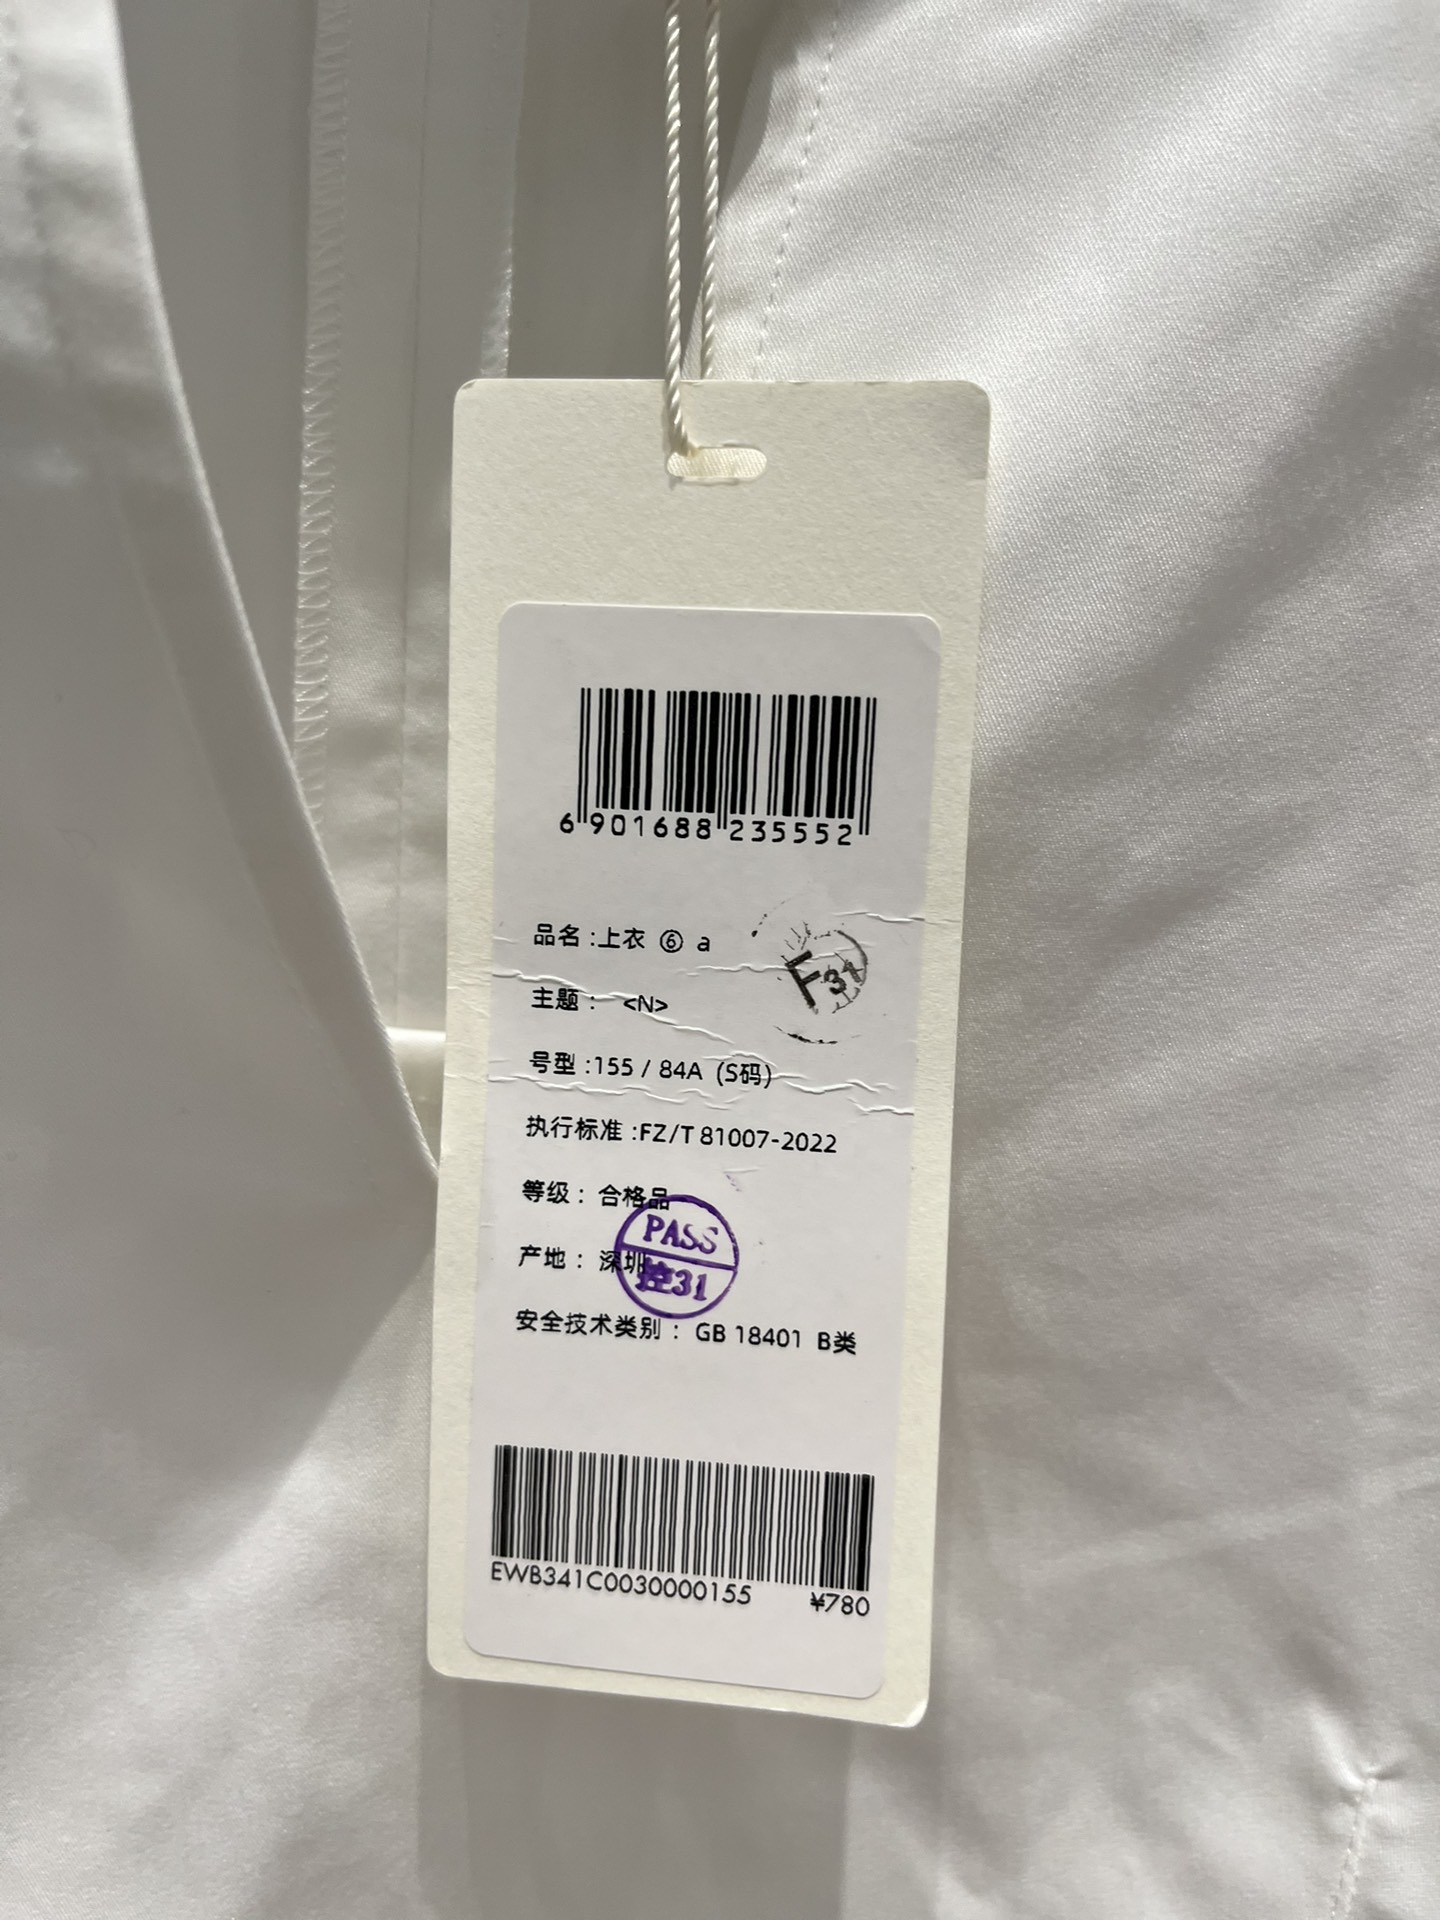 6 901688 235552
品名 :上衣 ⑥ a
F31
主题 : <N>
号型 :155 / 84A (S码)
执行标准 :FZ/T 81007-2022
等级 : 合格品
PASS
产地 : 深圳
控31
安全技术类别 : GB 18401 B类
EWB341C0030000155
¥780